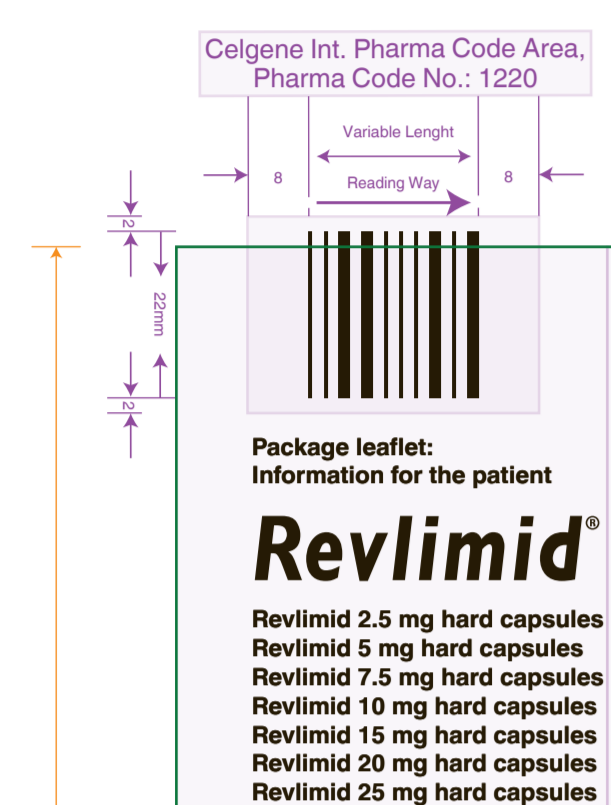 Celgene Int. Pharma Code Area,
Pharma Code No.: 1220
Variable Lenght
8
8
Reading Way
2
22mm
2
Package leaflet:
Information for the patient
Revlimid®
Revlimid 2.5 mg hard capsules
Revlimid 5 mg hard capsules
Revlimid 7.5 mg hard capsules
Revlimid 10 mg hard capsules
Revlimid 15 mg hard capsules
Revlimid 20 mg hard capsules
Revlimid 25 mg hard capsules